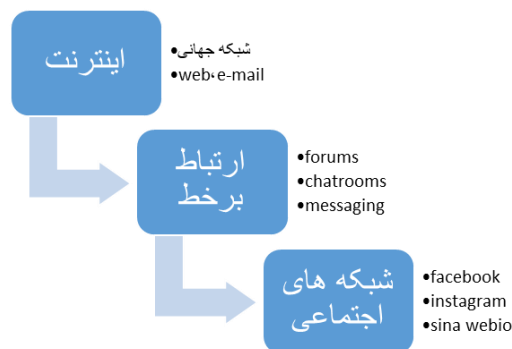 اینترنت
•شبکه جهانی
•web، e-mail
ارتباط
برخط
•forums
•chatrooms
•messaging
شبکه های
اجتماعی
•facebook
•instagram
•sina webio